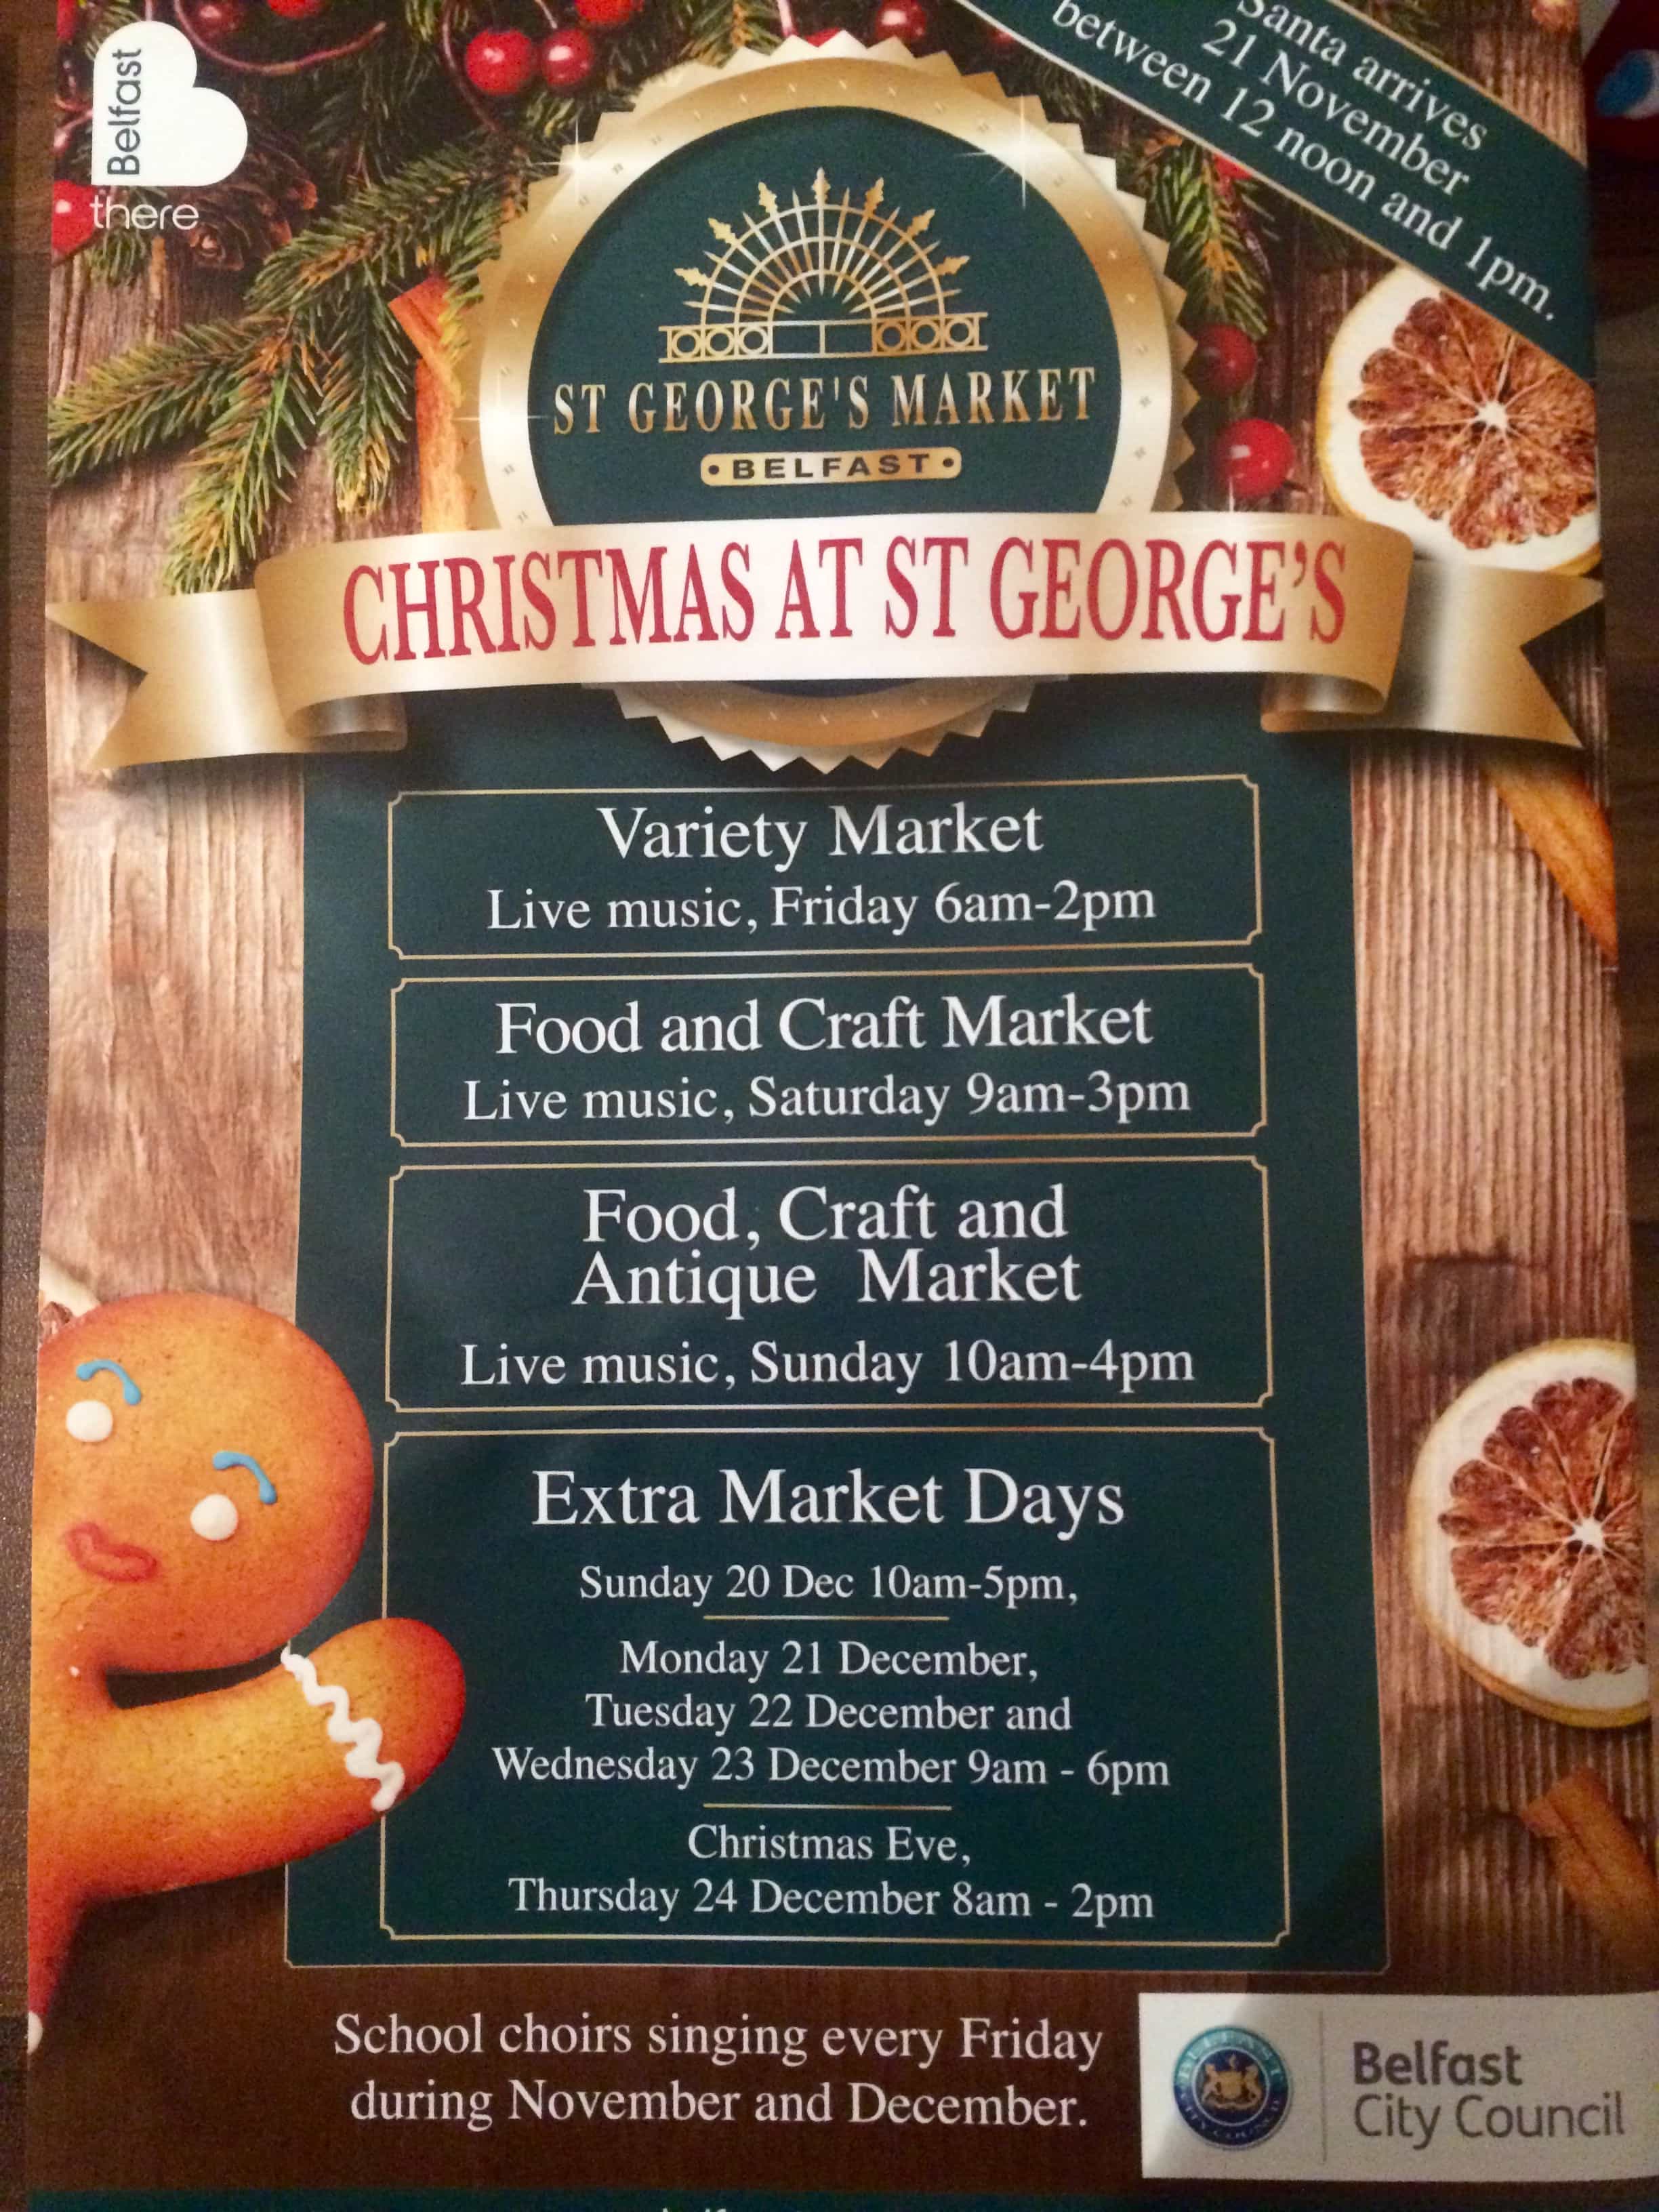 Belfast
there
Santa arrives
21 November
between 12 noon and 1pm.
ST GEORGE'S MARKET
• BELFAST •
CHRISTMAS AT ST GEORGE'S
Variety Market
Live music, Friday 6am-2pm
Food and Craft Market
Live music, Saturday 9am-3pm
Food, Craft and
Antique Market
Live music, Sunday 10am-4pm
Extra Market Days
Sunday 20 Dec 10am-5pm,
Monday 21 December,
Tuesday 22 December and
Wednesday 23 December 9am - 6pm
Christmas Eve,
Thursday 24 December 8am - 2pm
School choirs singing every Friday
during November and December.
BELFAST
CITY COUNCIL
Belfast
City Council